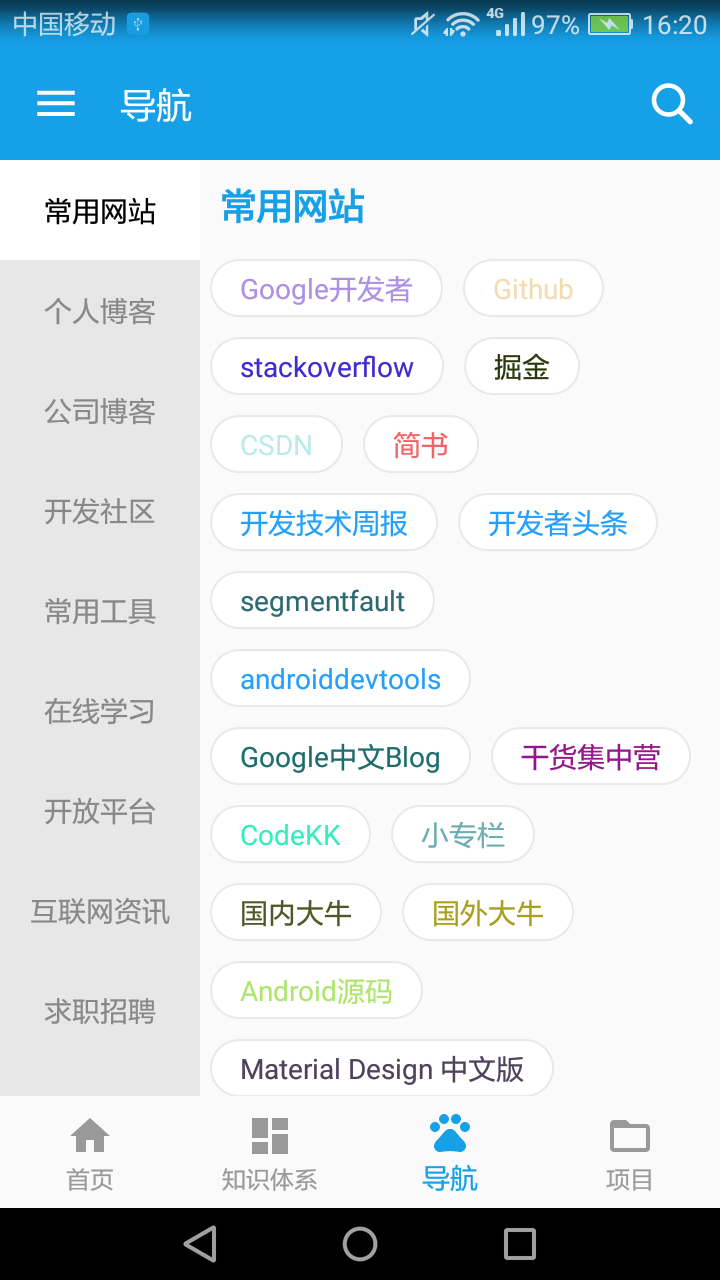 中国移动 4G 97% 16:20
导航
常用网站
个人博客
公司博客
开发社区
常用工具
在线学习
开放平台
互联网资讯
求职招聘
常用网站
Google开发者 Github
stackoverflow 掘金
CSDN 简书
开发技术周报 开发者头条
segmentfault
androiddevtools
Google中文Blog 干货集中营
CodeKK 小专栏
国内大牛 国外大牛
Android源码
Material Design 中文版
首页 知识体系 导航 项目